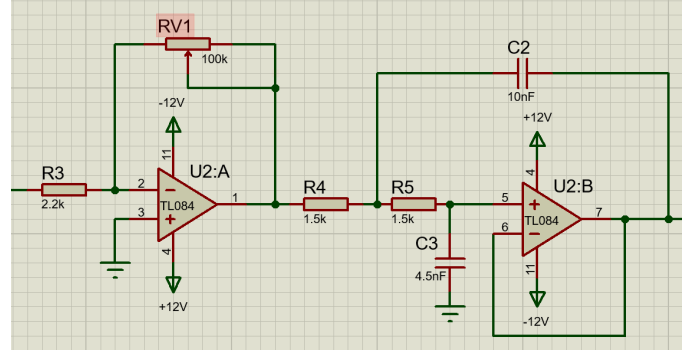 RV1
100k
C2
10nF
-12V
+12V
R3
2.2k
11
U2:A
2
1
3
TL084
4
+12V
R4
1.5k
R5
1.5k
C3
4.5nF
4
U2:B
5
7
6
TL084
11
-12V